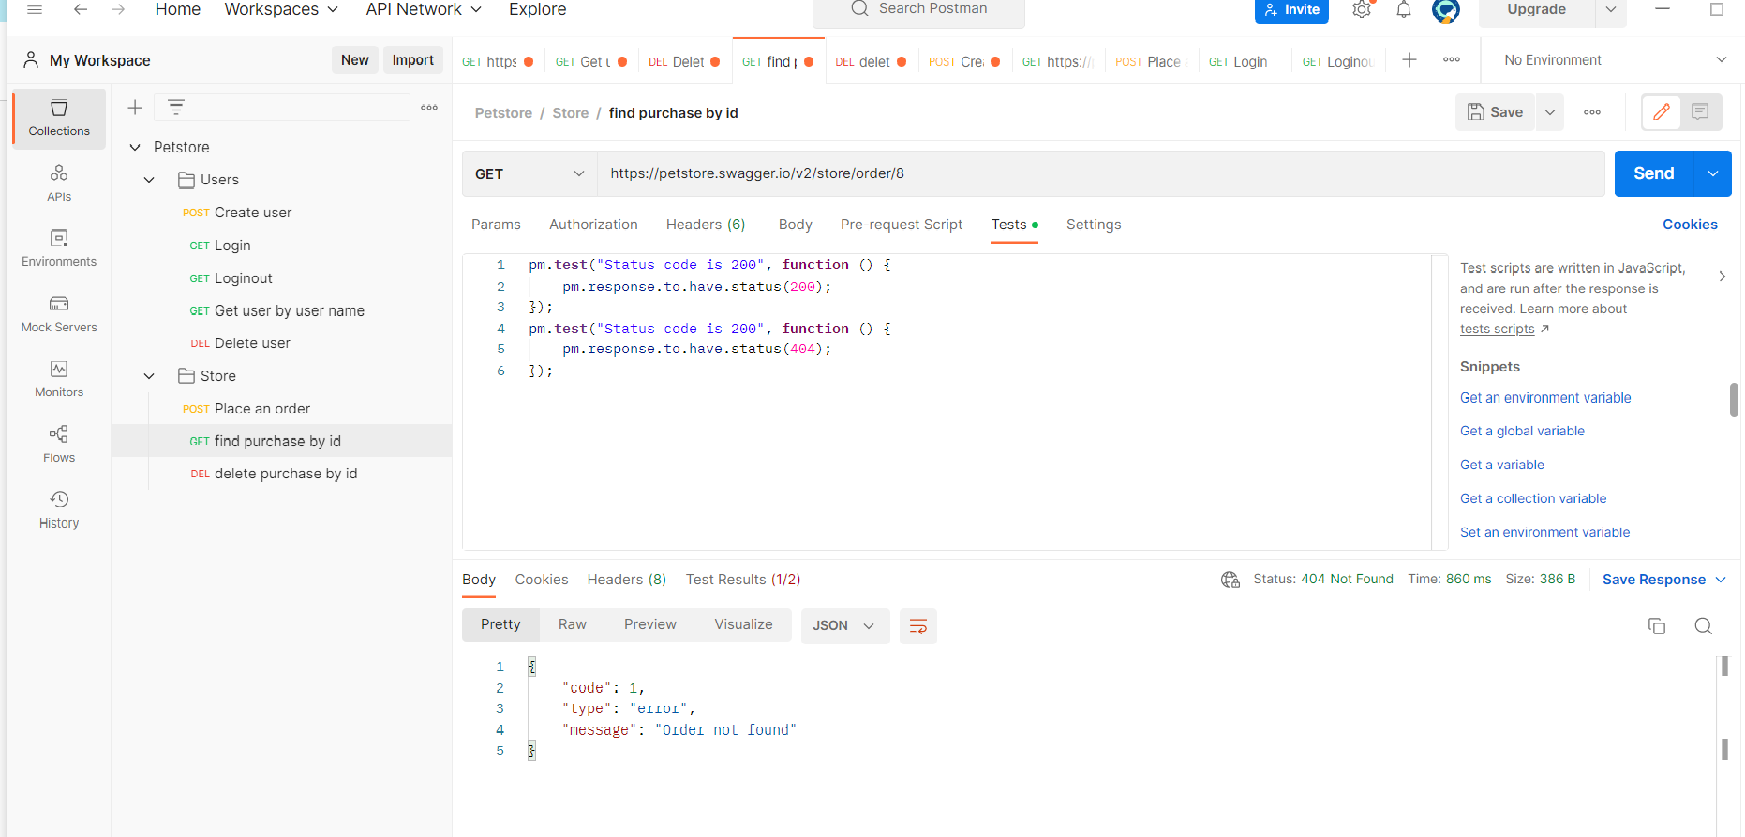 Home Workspaces API Network Explore Search Postman Invite Upgrade
My Workspace New Import GET https GET Get u DEL Delet GET find p DEL delet POST Crea GET https:// POST Place GET Login GET Loginou No Environment
Collections
APIs
Environments
Mock Servers
Monitors
Flows
History
Petstore
Users
POST Create user
GET Login
GET Loginout
GET Get user by user name
DEL Delete user
Store
POST Place an order
GET find purchase by id
DEL delete purchase by id
Petstore / Store / find purchase by id Save
GET https://petstore.swagger.io/v2/store/order/8 Send
Params Authorization Headers (6) Body Pre-request Script Tests Settings Cookies
1 pm.test("Status code is 200", function () {
2 pm.response.to.have.status(200);
3 });
4 pm.test("Status code is 200", function () {
5 pm.response.to.have.status(404);
6 });
Test scripts are written in JavaScript,
and are run after the response is
received. Learn more about
tests scripts ↗
Snippets
Get an environment variable
Get a global variable
Get a variable
Get a collection variable
Set an environment variable
Body Cookies Headers (8) Test Results (1/2) Status: 404 Not Found Time: 860 ms Size: 386 B Save Response
Pretty Raw Preview Visualize JSON
1 {
2 "code": 1,
3 "type": "error",
4 "message": "Order not found"
5 }